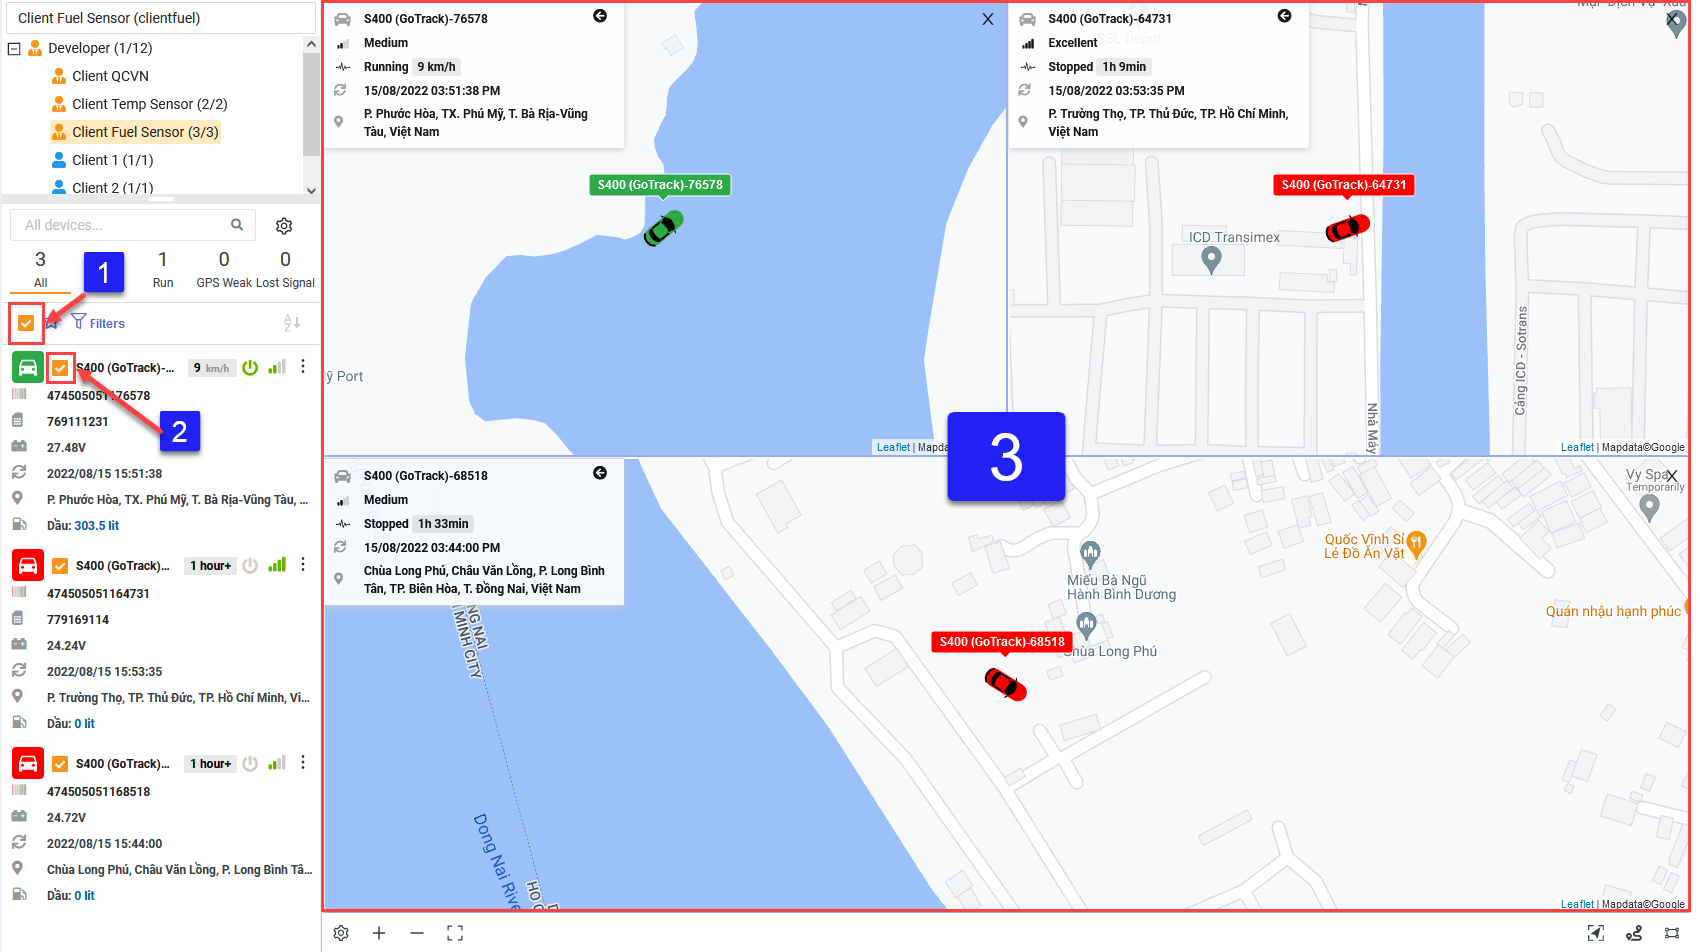 Client Fuel Sensor (clientfuel)
Developer (1/12)
Client QCVN
Client Temp Sensor (2/2)
Client Fuel Sensor (3/3)
Client 1 (1/1)
Client 2 (1/1)
All devices...
3
1
1
0
0
All
Run
GPS Weak
Lost Signal
Filters
S400 (GoTrack)-...
9 km/h
474505051176578
769111231
2
27.48V
2022/08/15 15:51:38
P. Phước Hòa, TX. Phú Mỹ, T. Bà Rịa-Vũng Tàu, ...
Dầu: 303.5 lit
S400 (GoTrack)...
1 hour+
474505051164731
779169114
24.24V
2022/08/15 15:53:35
P. Trường Thọ, TP. Thủ Đức, TP. Hồ Chí Minh, Vi...
Dầu: 0 lit
S400 (GoTrack)...
1 hour+
474505051168518
24.72V
2022/08/15 15:44:00
Chùa Long Phú, Châu Văn Lồng, P. Long Bình Tâ...
Dầu: 0 lit
S400 (GoTrack)-76578
Medium
Running 9 km/h
15/08/2022 03:51:38 PM
P. Phước Hòa, TX. Phú Mỹ, T. Bà Rịa-Vũng
Tàu, Việt Nam
S400 (GoTrack)-76578
ỹ Port
Leaflet | Mapda
S400 (GoTrack)-64731
Excellent
SSL Depot
Stopped 1h 9min
15/08/2022 03:53:35 PM
P. Trường Thọ, TP. Thủ Đức, TP. Hồ Chí Minh,
Việt Nam
S400 (GoTrack)-64731
ICD Transimex
Cảng ICD - Sotrans
Nhà Máy
Leaflet | Mapdata©Google
3
S400 (GoTrack)-68518
Medium
Stopped 1h 33min
15/08/2022 03:44:00 PM
Chùa Long Phú, Châu Văn Lồng, P. Long Bình
Tân, TP. Biên Hòa, T. Đồng Nai, Việt Nam
NG NAI
I MINH CITY
Vy Spa
Temporarily
Quốc Vĩnh Sỉ
Lẻ Đồ Ăn Vặt
Miếu Bà Ngũ
Hành Bình Dương
Quán nhậu hạnh phúc
S400 (GoTrack)-68518
Chùa Long Phú
Dong Nai River
HO C
Leaflet | Mapdata©Google